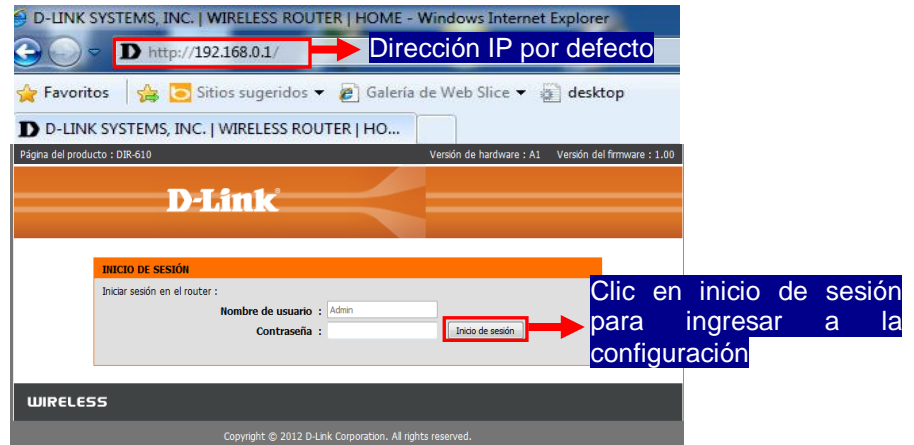 D-LINK SYSTEMS, INC. | WIRELESS ROUTER | HOME - Windows Internet Explorer
D http://192.168.0.1/
Dirección IP por defecto
Favoritos Sitios sugeridos Galería de Web Slice desktop
D D-LINK SYSTEMS, INC. | WIRELESS ROUTER | HO...
Página del producto : DIR-610 Versión de hardware : A1 Versión del firmware : 1.00
D-Link
INICIO DE SESIÓN
Iniciar sesión en el router :
Nombre de usuario : Admin
Contraseña : Inicio de sesión
Clic en inicio de sesión
para ingresar a la
configuración
WIRELESS
Copyright © 2012 D-Link Corporation. All rights reserved.